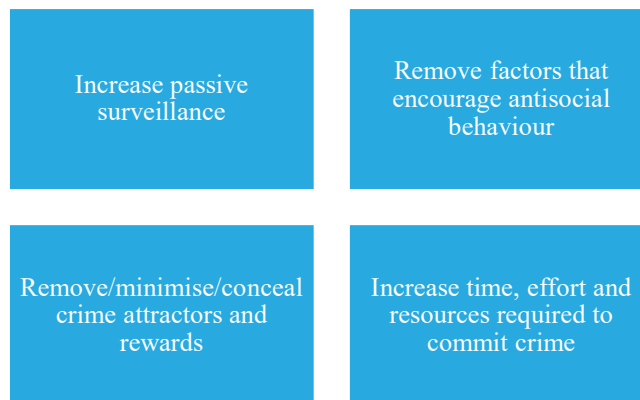 Increase passive
surveillance
Remove factors that
encourage antisocial
behaviour
Remove/minimise/conceal
crime attractors and
rewards
Increase time, effort and
resources required to
commit crime